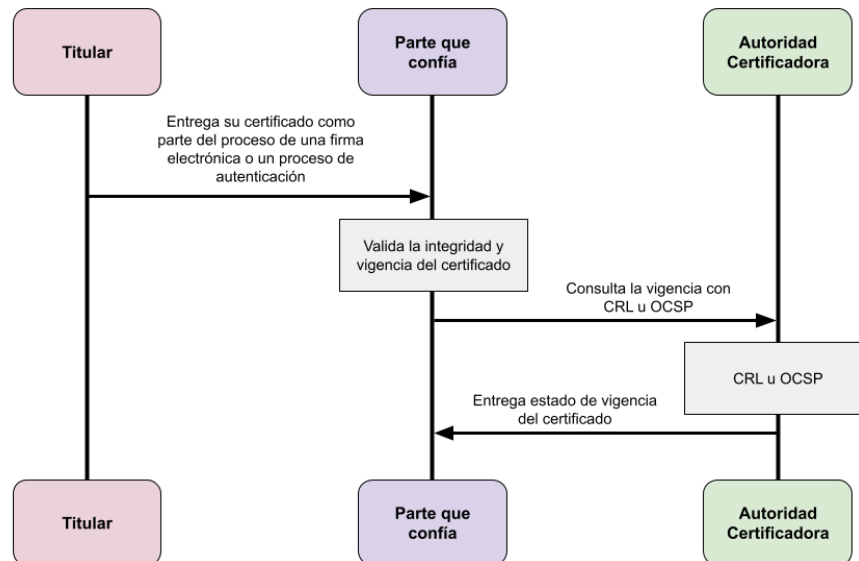 Titular
Parte que
confía
Autoridad
Certificadora
Entrega su certificado como
parte del proceso de una firma
electrónica o un proceso de
autenticación
Valida la integridad y
vigencia del certificado
Consulta la vigencia con
CRL u OCSP
CRL u OCSP
Entrega estado de vigencia
del certificado
Titular
Parte que
confía
Autoridad
Certificadora